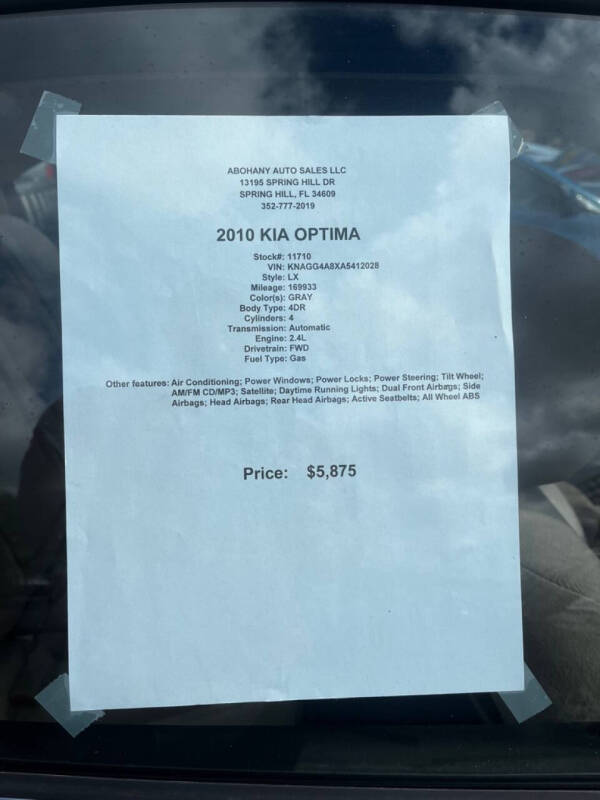 ABOHANY AUTO SALES LLC
13195 SPRING HILL DR
SPRING HILL, FL 34609
352-777-2019
2010 KIA OPTIMA
Stock#: 11710
VIN: KNAGG4A8XA5412028
Style: LX
Mileage: 169933
Color(s): GRAY
Body Type: 4DR
Cylinders: 4
Transmission: Automatic
Engine: 2.4L
Drivetrain: FWD
Fuel Type: Gas
Other features: Air Conditioning; Power Windows; Power Locks; Power Steering; Tilt Wheel;
AM/FM CD/MP3; Satellite; Daytime Running Lights; Dual Front Airbags; Side
Airbags; Head Airbags; Rear Head Airbags; Active Seatbelts; All Wheel ABS
Price: $5,875